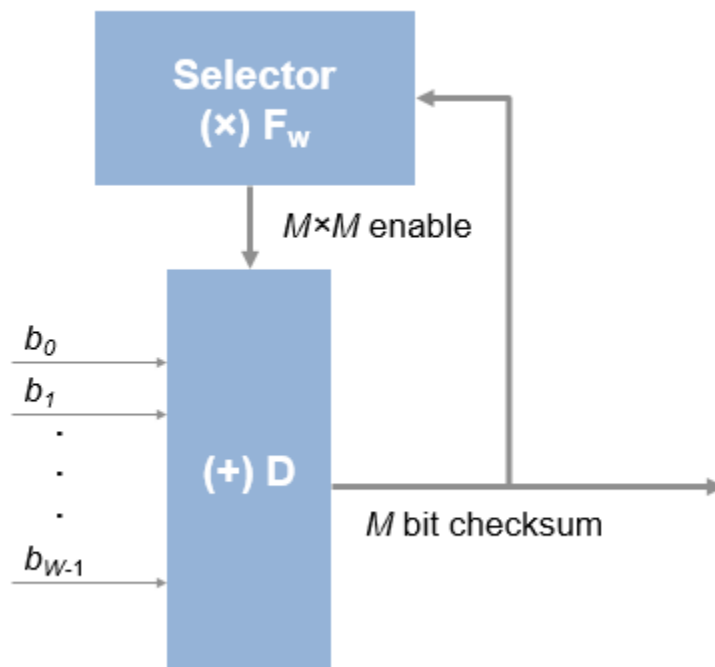 Selector
(×) Fw
M×M enable
b0
b1
.
.
.
(+) D
M bit checksum
bW-1